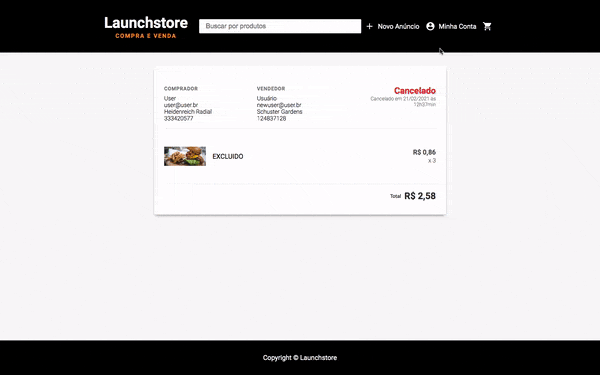 Launchstore
COMPRA E VENDA
Buscar por produtos
Novo Anúncio
Minha Conta
COMPRADOR
User
user@user.br
Heidenreich Radial
333420577
VENDEDOR
Usuário
newuser@user.br
Schuster Gardens
124837128
Cancelado
Cancelado em 21/02/2021 às
12h37min
EXCLUIDO
R$ 0,86
x 3
Total R$ 2,58
Copyright © Launchstore